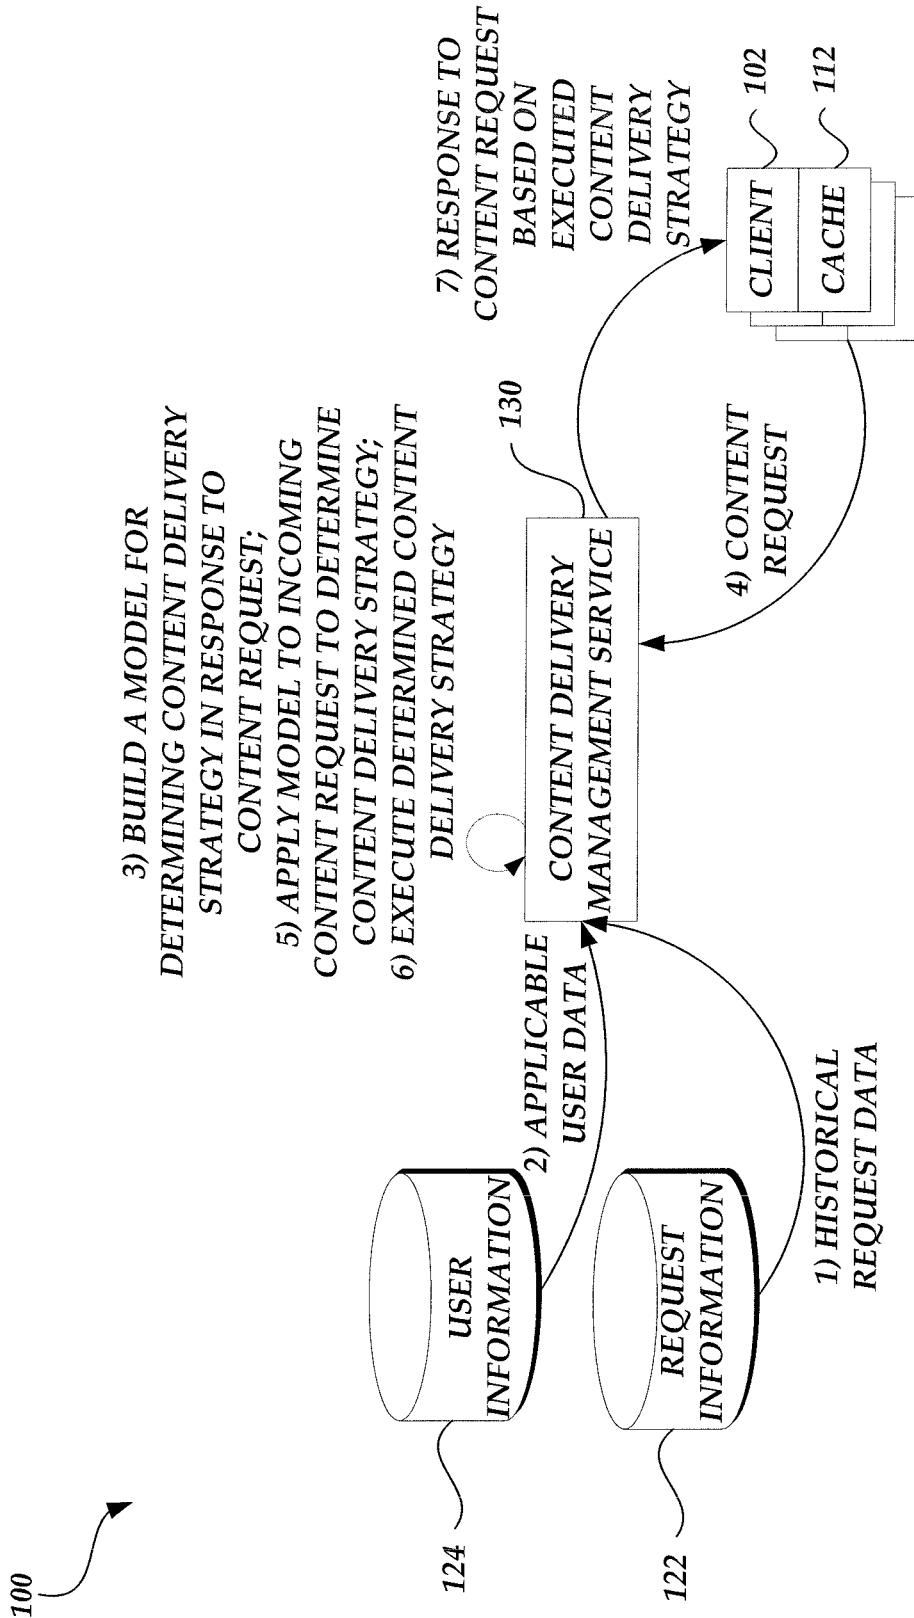 100
3) BUILD A MODEL FOR
DETERMINING CONTENT DELIVERY
STRATEGY IN RESPONSE TO
CONTENT REQUEST;
5) APPLY MODEL TO INCOMING
CONTENT REQUEST TO DETERMINE
CONTENT DELIVERY STRATEGY;
6) EXECUTE DETERMINED CONTENT
DELIVERY STRATEGY
7) RESPONSE TO
CONTENT REQUEST
BASED ON
EXECUTED
CONTENT
DELIVERY
STRATEGY
124
USER
INFORMATION
2) APPLICABLE
USER DATA
CONTENT DELIVERY
MANAGEMENT SERVICE
130
122
REQUEST
INFORMATION
1) HISTORICAL
REQUEST DATA
4) CONTENT
REQUEST
CLIENT
102
CACHE
112